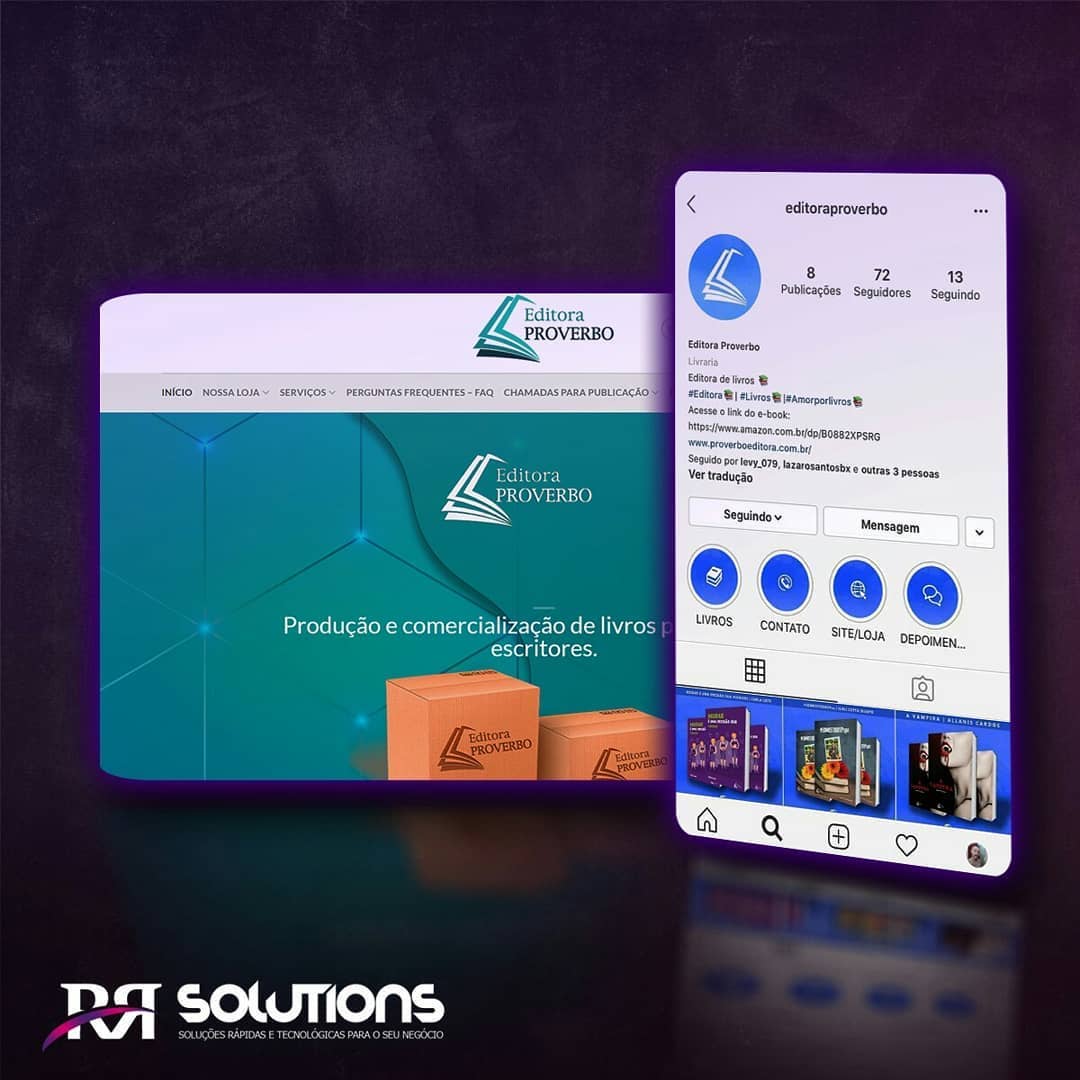 Editora
PROVERBO
INÍCIO NOSSA LOJA SERVIÇOS PERGUNTAS FREQUENTES – FAQ CHAMADAS PARA PUBLICAÇÃO
Editora
PROVERBO
Produção e comercialização de livros p
escritores.
Editora
PROVERBO
Editora
PROVERBO
editoraproverbo
8 72 13
Publicações Seguidores Seguindo
Editora Proverbo
Livraria
Editora de livros 📚
#Editora📚| #Livros📚|#Amorporlivros📚
Acesse o link do e-book:
https://www.amazon.com.br/dp/B0882XPSRG
www.proverboeditora.com.br/
Seguido por levy_079, lazarosantosbx e outras 3 pessoas
Ver tradução
Seguindo Mensagem
LIVROS CONTATO SITE/LOJA DEPOIMEN...
A VAMPIRA | ALLANIS CARDOS
RR SOLUTIONS
SOLUÇÕES RÁPIDAS E TECNOLÓGICAS PARA O SEU NEGÓCIO